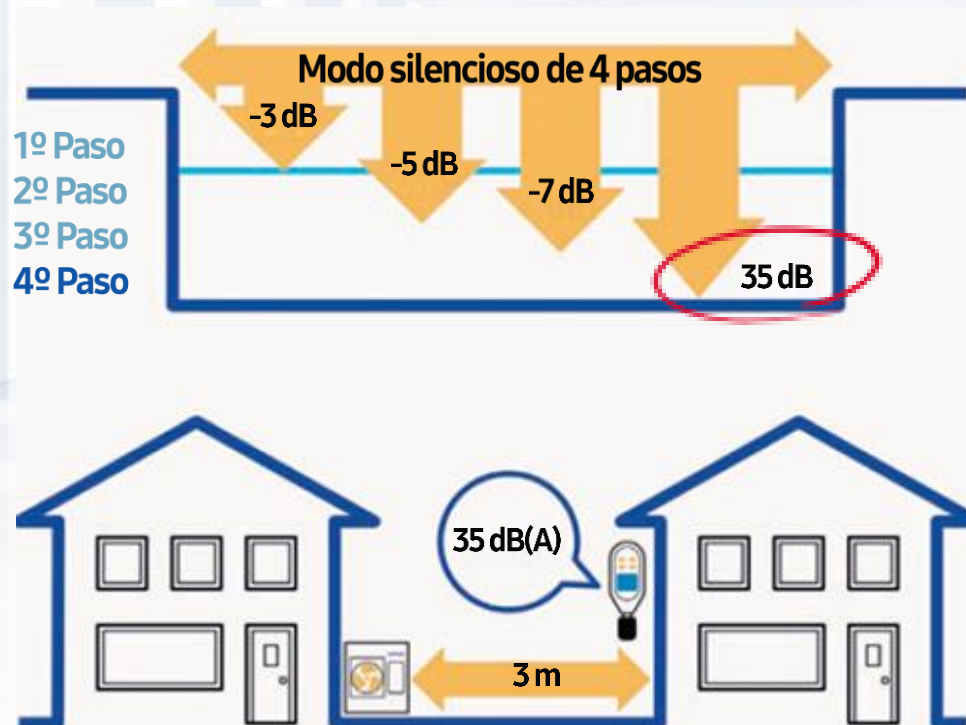 Modo silencioso de 4 pasos
-3 dB
-5 dB
-7 dB
35 dB
1º Paso
2º Paso
3º Paso
4º Paso
35 dB(A)
3 m